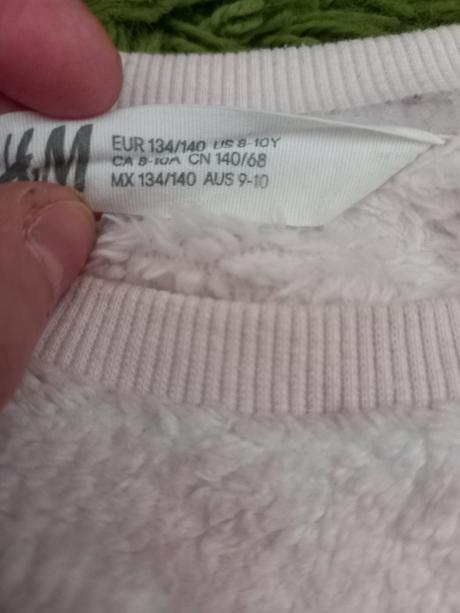 H&M
EUR 134/140 US 8-10Y
CA 8-10A CN 140/68
MX 134/140 AUS 9-10